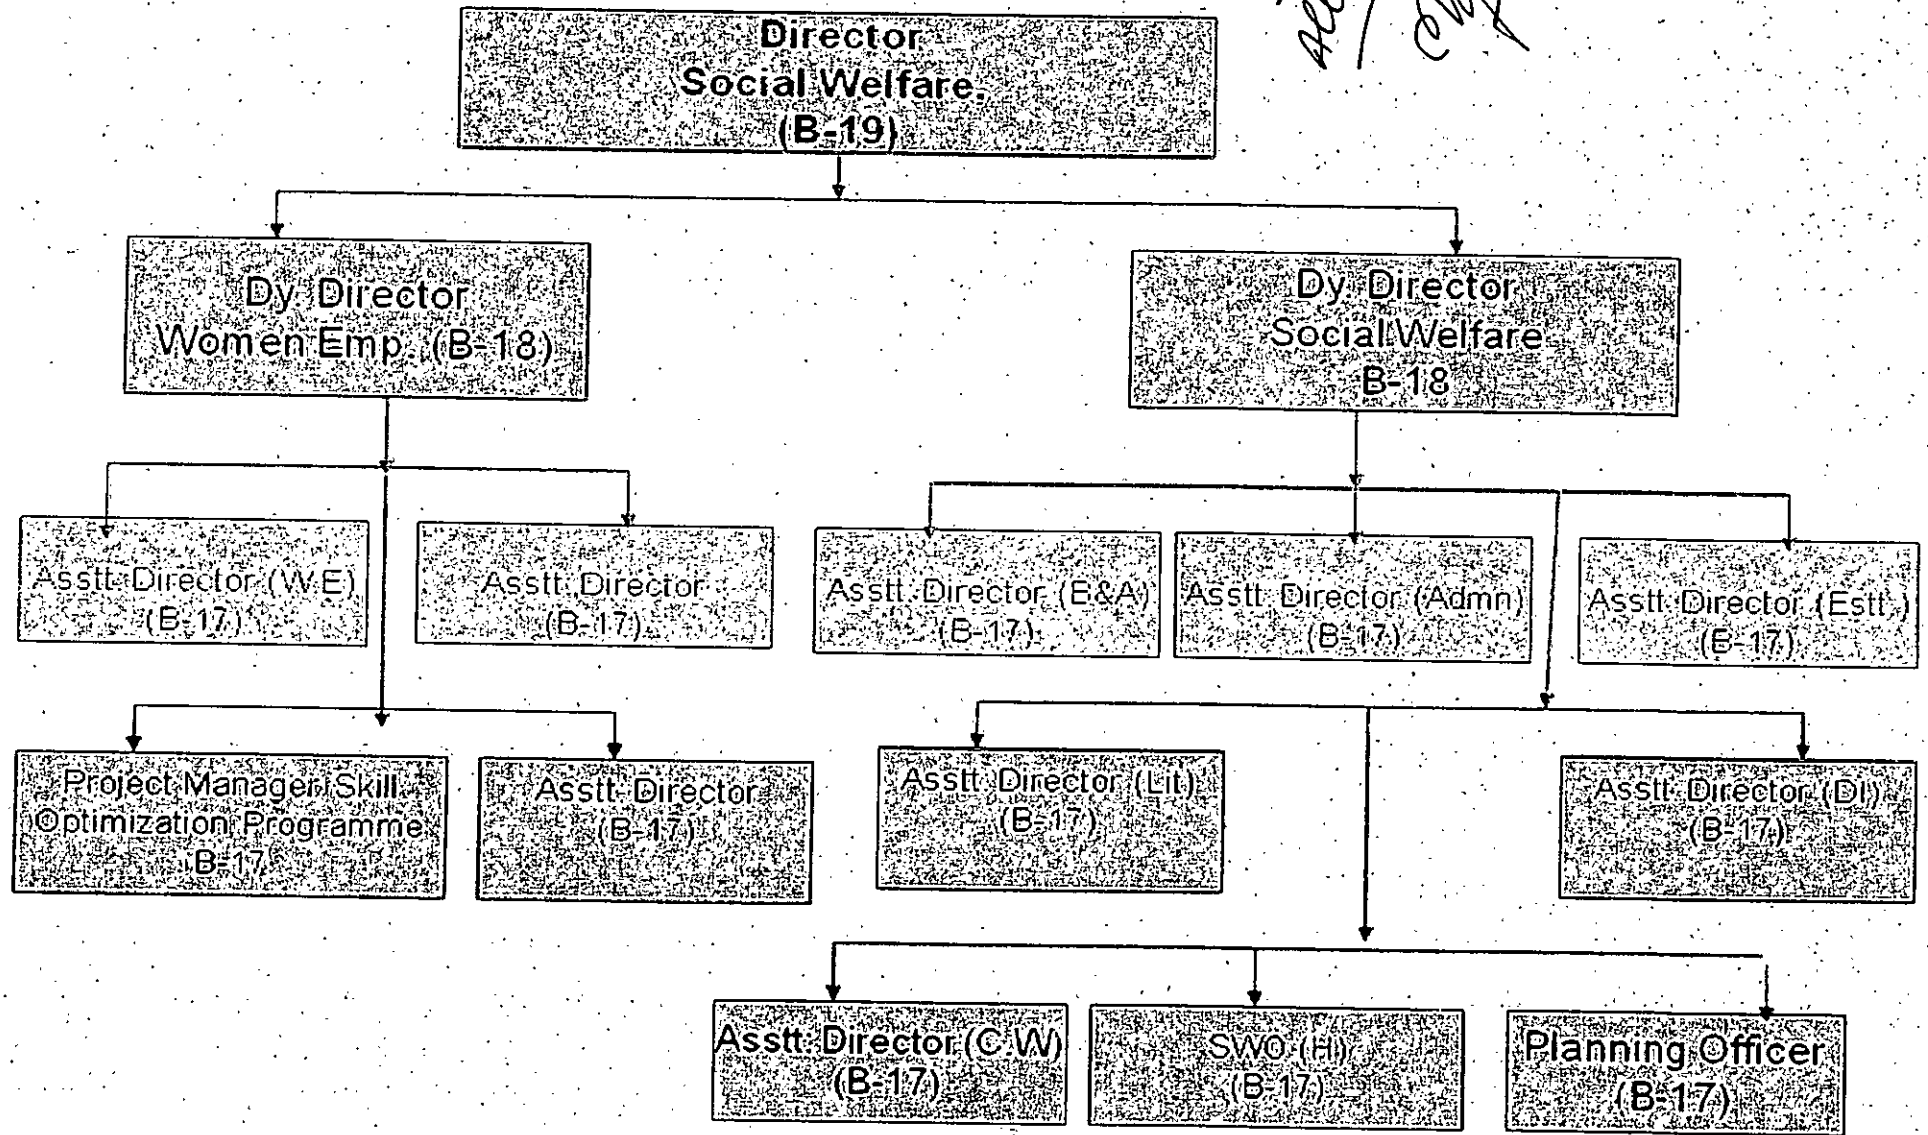 Director
Social Welfare.
(B-19)
Dy. Director
Women Emp. (B-18)
Dy. Director
Social Welfare
B-18
Asstt. Director (W.E)
(B-17)
Asstt. Director
(B-17)
Asstt. Director (E&A)
(B-17)
Asstt. Director (Admn)
(B-17)
Asstt. Director (Estt.)
(B-17)
Project Manager Skill
Optimization Programme
B-17
Asstt. Director
(B-17)
Asstt. Director (Lit)
(B-17)
Asstt. Director (DI)
(B-17)
Asstt. Director (C.W)
(B-17)
SWO (H)
(B-17)
Planning Officer
(B-17)